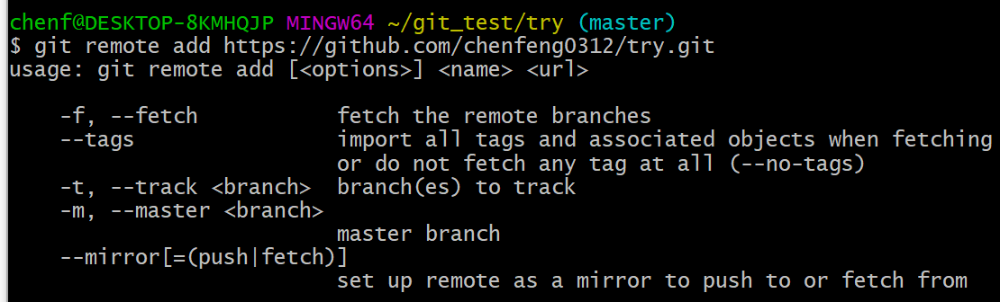 chenf@DESKTOP-8KMHQJP MINGW64 ~/git_test/try (master)
$ git remote add https://github.com/chenfeng0312/try.git
usage: git remote add [<options>] <name> <url>
-f, --fetch fetch the remote branches
--tags import all tags and associated objects when fetching
or do not fetch any tag at all (--no-tags)
-t, --track <branch> branch(es) to track
-m, --master <branch>
master branch
--mirror[=(push|fetch)]
set up remote as a mirror to push to or fetch from